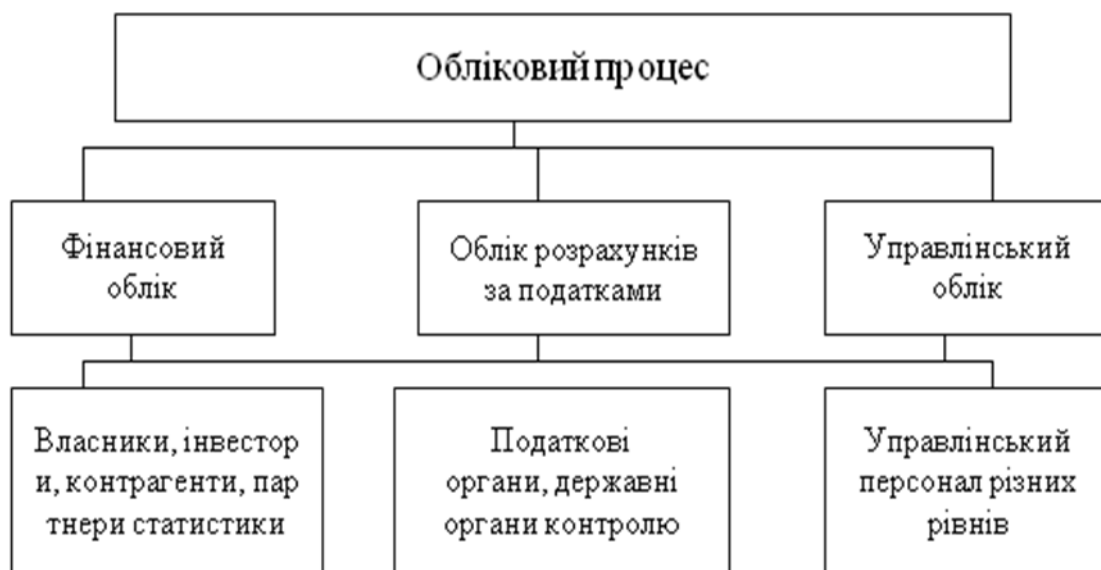 Обліковий процес
Фінансовий
облік
Облік розрахунків
за податками
Управлінський
облік
Власники, інвестор
и, контрагенти, пар
тнери статистики
Податкові
органи, державні
органи контролю
Управлінський
персонал різних
рівнів